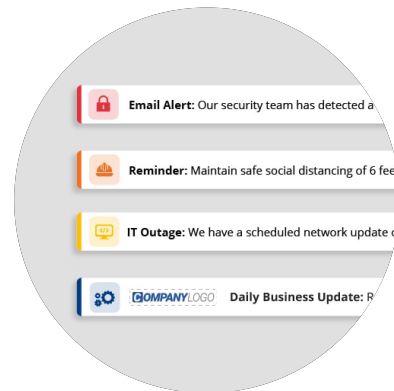 Email Alert: Our security team has detected a
Reminder: Maintain safe social distancing of 6 fee
IT Outage: We have a scheduled network update
COMPANYLOGO Daily Business Update: